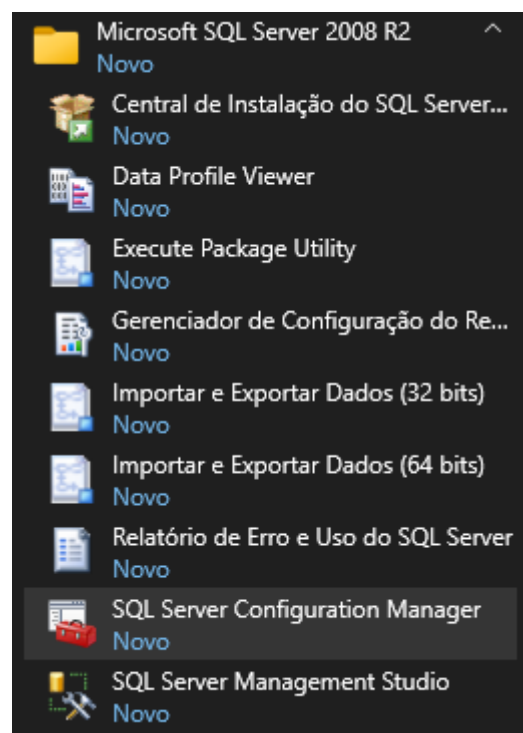 Microsoft SQL Server 2008 R2
Novo
Central de Instalação do SQL Server...
Novo
Data Profile Viewer
Novo
Execute Package Utility
Novo
Gerenciador de Configuração do Re...
Novo
Importar e Exportar Dados (32 bits)
Novo
Importar e Exportar Dados (64 bits)
Novo
Relatório de Erro e Uso do SQL Server
Novo
SQL Server Configuration Manager
Novo
SQL Server Management Studio
Novo